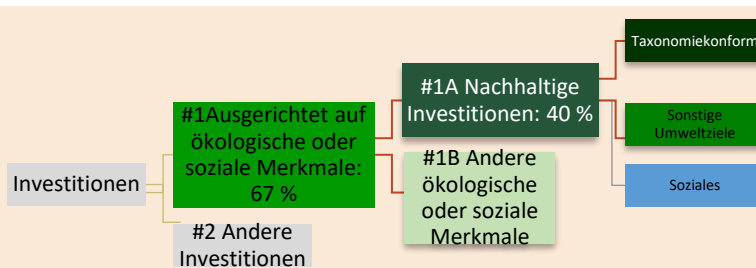 Investitionen
#1Ausgerichtet auf
ökologische oder
soziale Merkmale:
67 %
#2 Andere
Investitionen
#1A Nachhaltige
Investitionen: 40 %
#1B Andere
ökologische
oder soziale
Merkmale
Taxonomiekonform
Sonstige
Umweltziele
Soziales